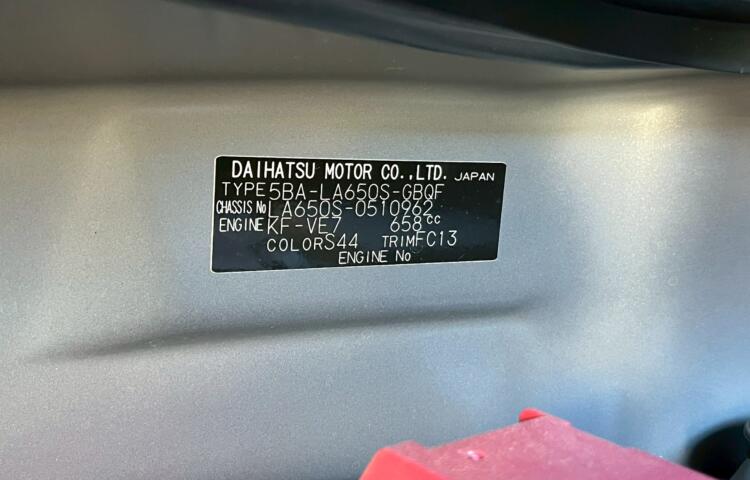 DAIHATSU MOTOR CO.,LTD. JAPAN
TYPE 5BA-LA650S-GBQF
CHASSIS No LA650S-0510962
ENGINE KF-VE7 658cc
COLOR S44 TRIM FC13
ENGINE No